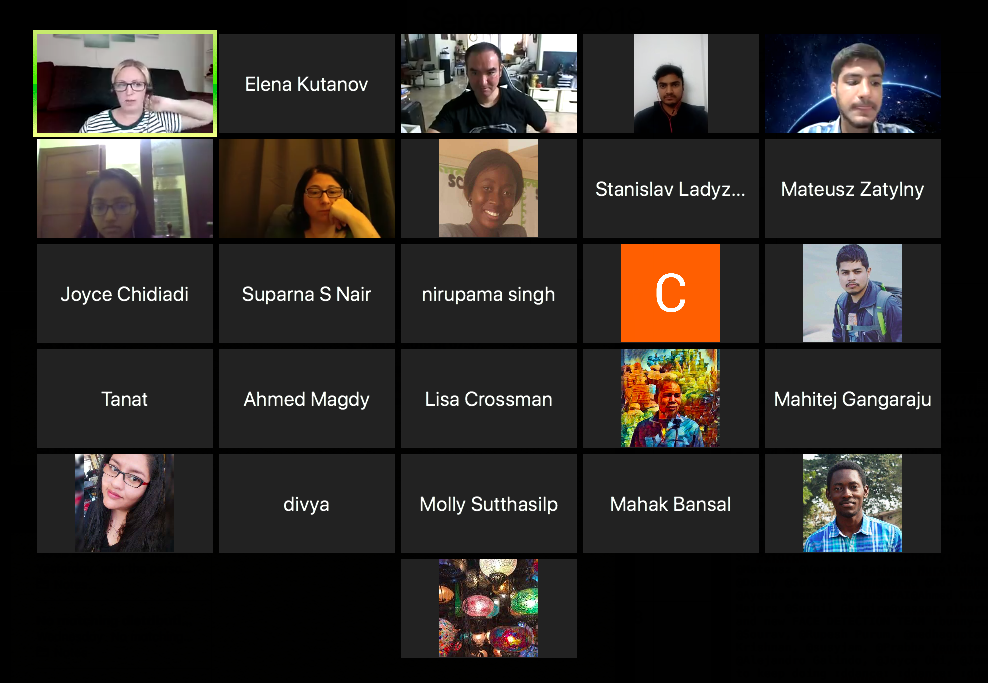 Elena Kutanov
Stanislav Ladyz...
Mateusz Zatylny
Joyce Chidiadi
Suparna S Nair
nirupama singh
C
Tanat
Ahmed Magdy
Lisa Crossman
Mahitej Gangaraju
divya
Molly Sutthasilp
Mahak Bansal